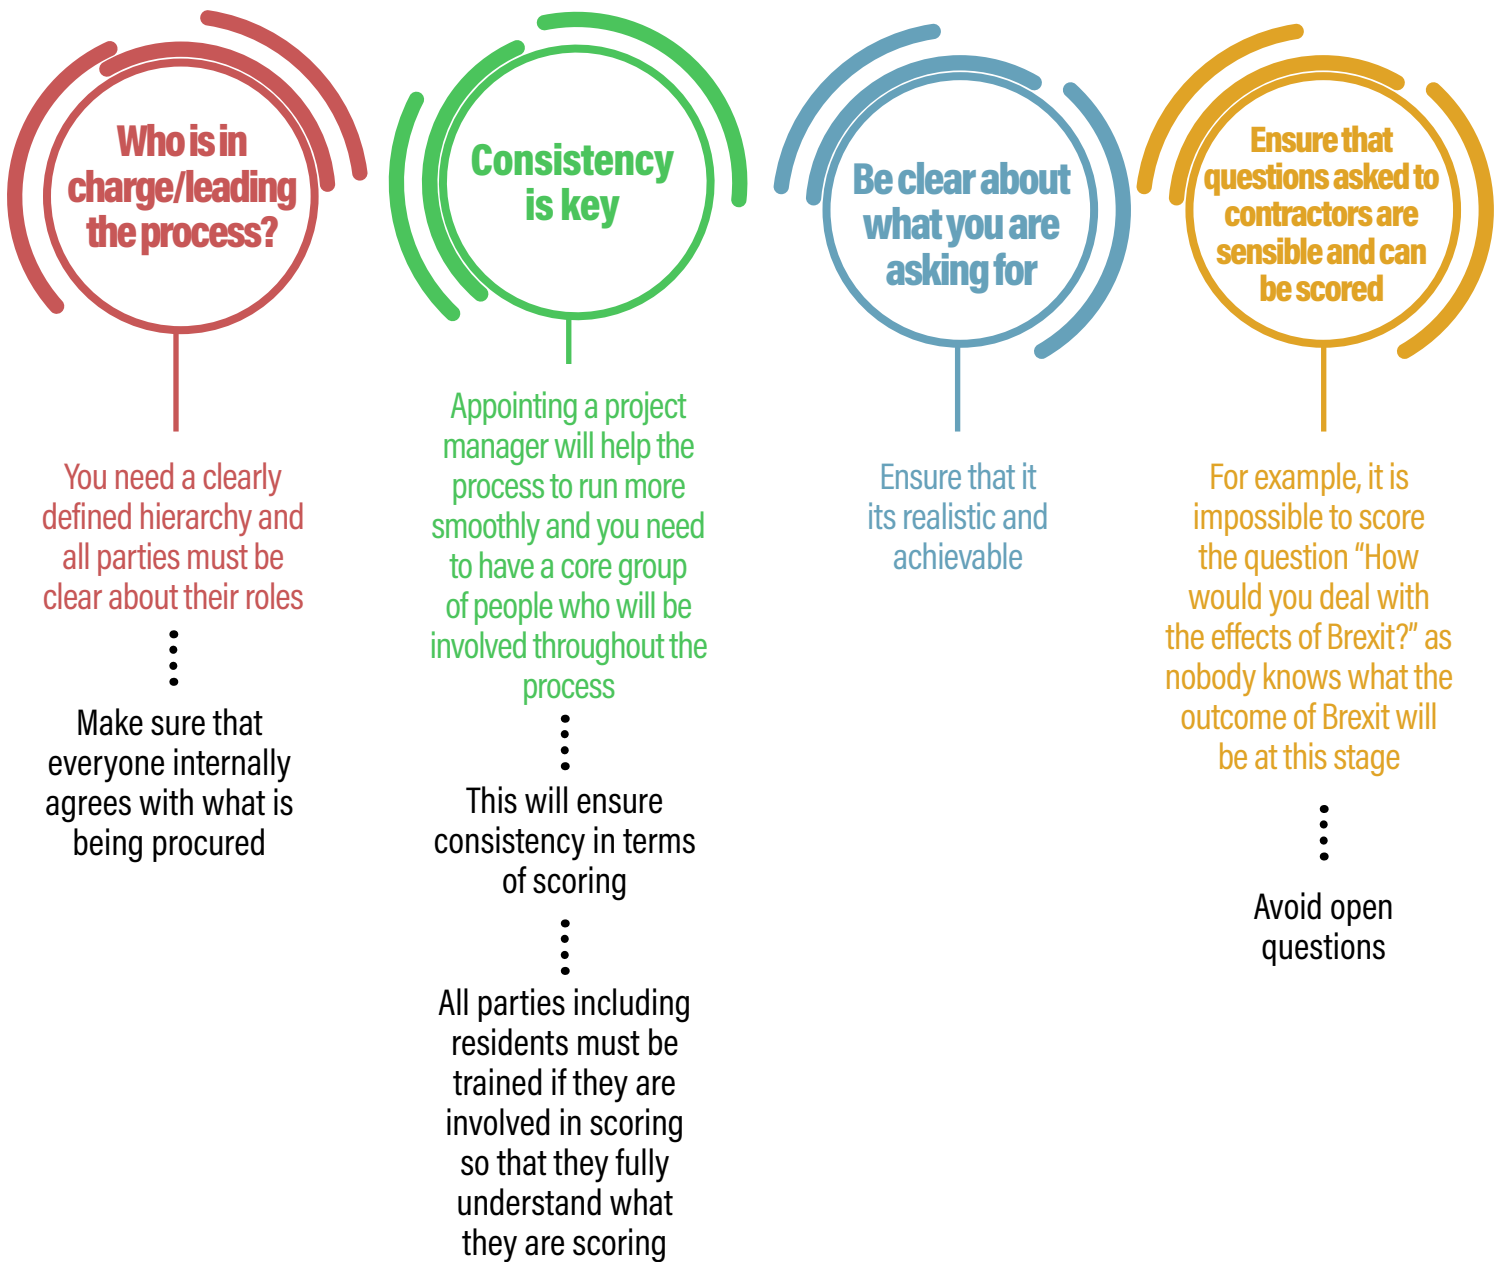 Who is in
charge/leading
the process?
You need a clearly
defined hierarchy and
all parties must be
clear about their roles
Make sure that
everyone internally
agrees with what is
being procured
Consistency
is key
Appointing a project
manager will help the
process to run more
smoothly and you need
to have a core group
of people who will be
involved throughout the
process
This will ensure
consistency in terms
of scoring
All parties including
residents must be
trained if they are
involved in scoring
so that they fully
understand what
they are scoring
Be clear about
what you are
asking for
Ensure that it
its realistic and
achievable
Ensure that
questions asked to
contractors are
sensible and can
be scored
For example, it is
impossible to score
the question "How
would you deal with
the effects of Brexit?" as
nobody knows what the
outcome of Brexit will
be at this stage
Avoid open
questions